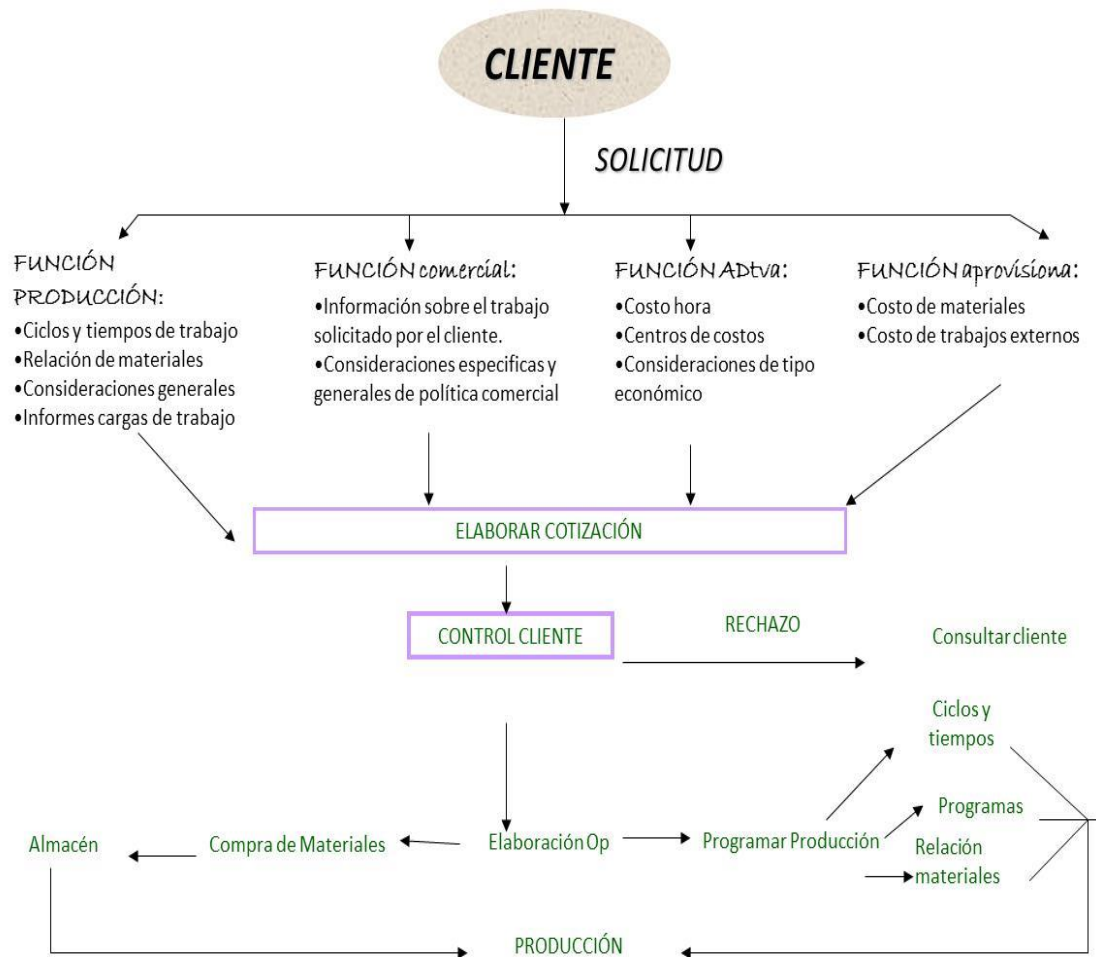 CLIENTE
SOLICITUD
FUNCIÓN
PRODUCCIÓN:
•Ciclos y tiempos de trabajo
•Relación de materiales
•Consideraciones generales
•Informes cargas de trabajo
FUNCIÓN comercial:
•Información sobre el trabajo
solicitado por el cliente.
•Consideraciones especificas y
generales de política comercial
FUNCIÓN ADtva:
•Costo hora
•Centros de costos
•Consideraciones de tipo
económico
FUNCIÓN aprovisiona:
•Costo de materiales
•Costo de trabajos externos
ELABORAR COTIZACIÓN
CONTROL CLIENTE
RECHAZO
Consultar cliente
Ciclos y
tiempos
Almacén
Compra de Materiales
Elaboración Op
Programar Producción
Programas
Relación
materiales
PRODUCCIÓN